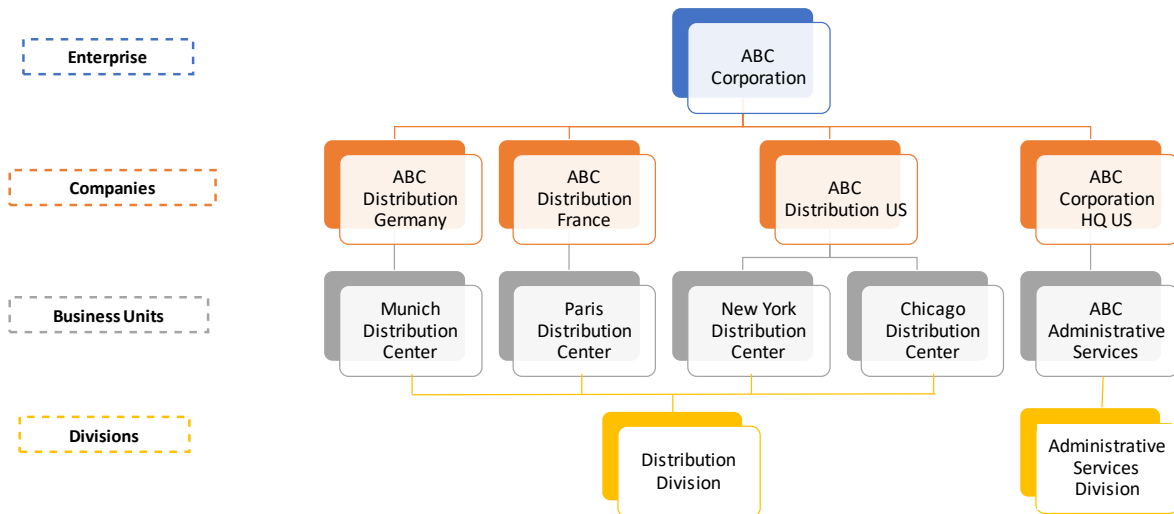 Enterprise
ABC
Corporation
Companies
ABC
Distribution
Germany
ABC
Distribution
France
ABC
Distribution US
ABC
Corporation
HQ US
Business Units
Munich
Distribution
Center
Paris
Distribution
Center
New York
Distribution
Center
Chicago
Distribution
Center
ABC
Administrative
Services
Divisions
Distribution
Division
Administrative
Services
Division